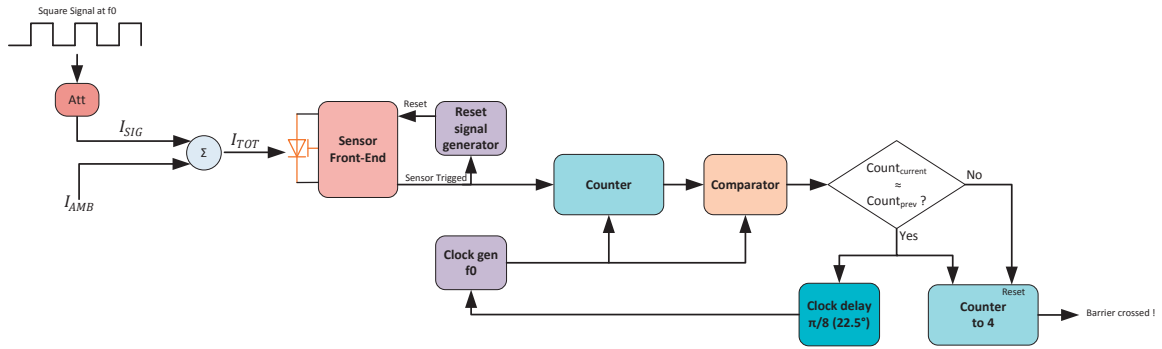 Square Signal at f0
Att
I_SIG
Σ
I_TOT
I_AMB
Sensor
Front-End
Reset
Reset
signal
generator
Sensor Trigged
Counter
Comparator
Count_current
≈
Count_prev ?
No
Yes
Clock gen
f0
Clock delay
π/8 (22.5°)
Reset
Counter
to 4
Barrier crossed !